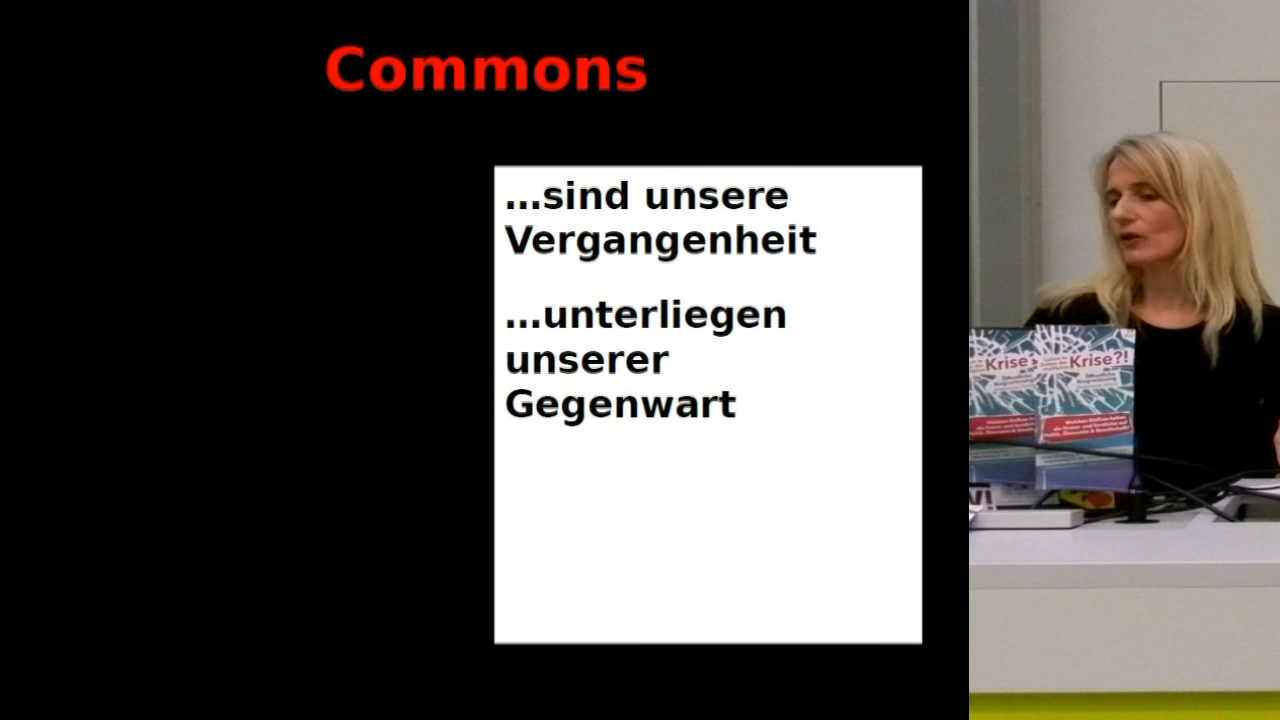 Commons
...sind unsere
Vergangenheit
...unterliegen
unserer
Gegenwart
Krise?!
Krise?!